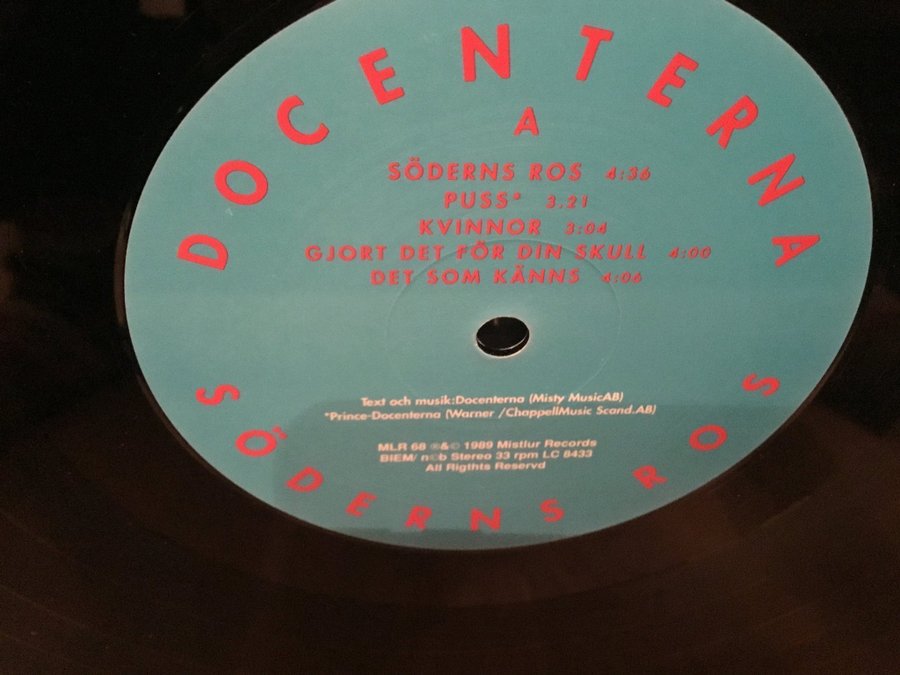 DOCENTERNA
A
SÖDERNS ROS 4:36
PUSS* 3.21
KVINNOR 3:04
GJORT DET FÖR DIN SKULL 4:00
DET SOM KÄNNS 4:06
Text och musik:Docenterna (Misty MusicAB)
*Prince-Docenterna (Warner /ChappellMusic Scand.AB)
MLR 68 ℗&© 1989 Mistlur Records
BIEM/ n©b Stereo 33 rpm LC 8433
All Rigthts Reservd
SÖDERNS ROS